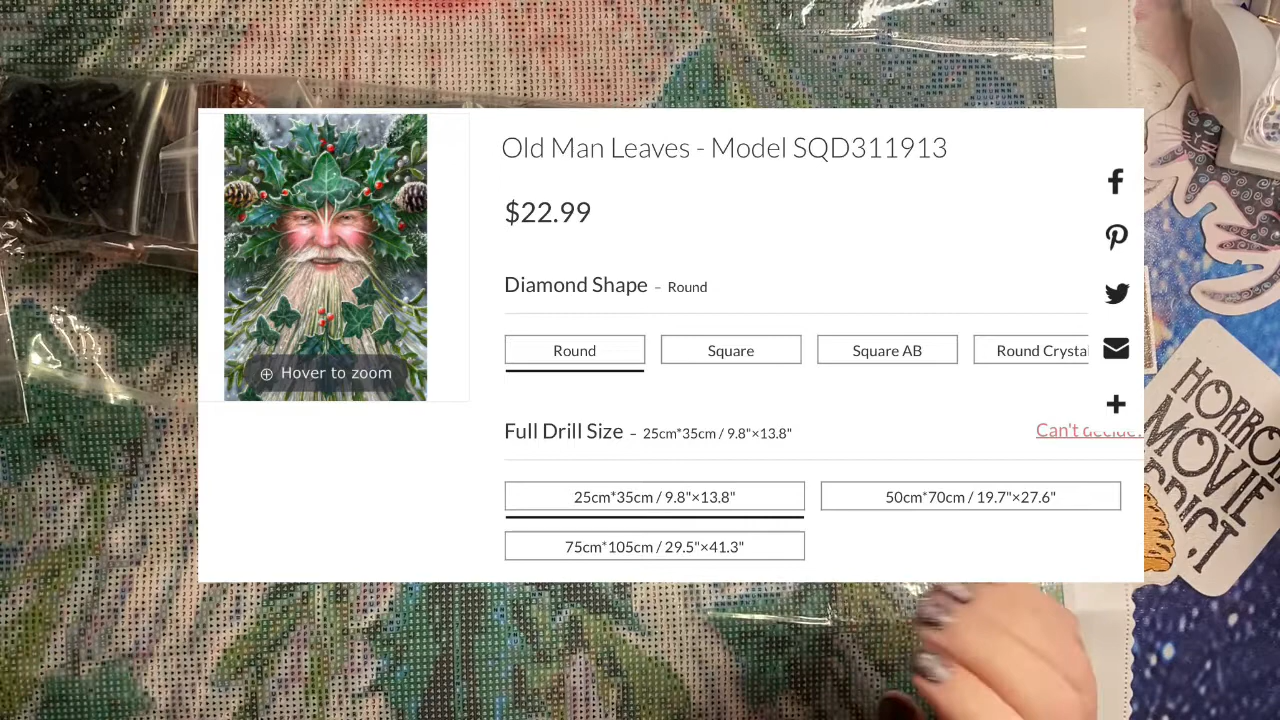 Old Man Leaves - Model SQD311913
$22.99
Diamond Shape – Round
Round
Square
Square AB
Round Crystal
Full Drill Size – 25cm*35cm / 9.8"×13.8"
Can't decide?
25cm*35cm / 9.8"×13.8"
50cm*70cm / 19.7"×27.6"
75cm*105cm / 29.5"×41.3"
Hover to zoom
HORROR
MOVIE